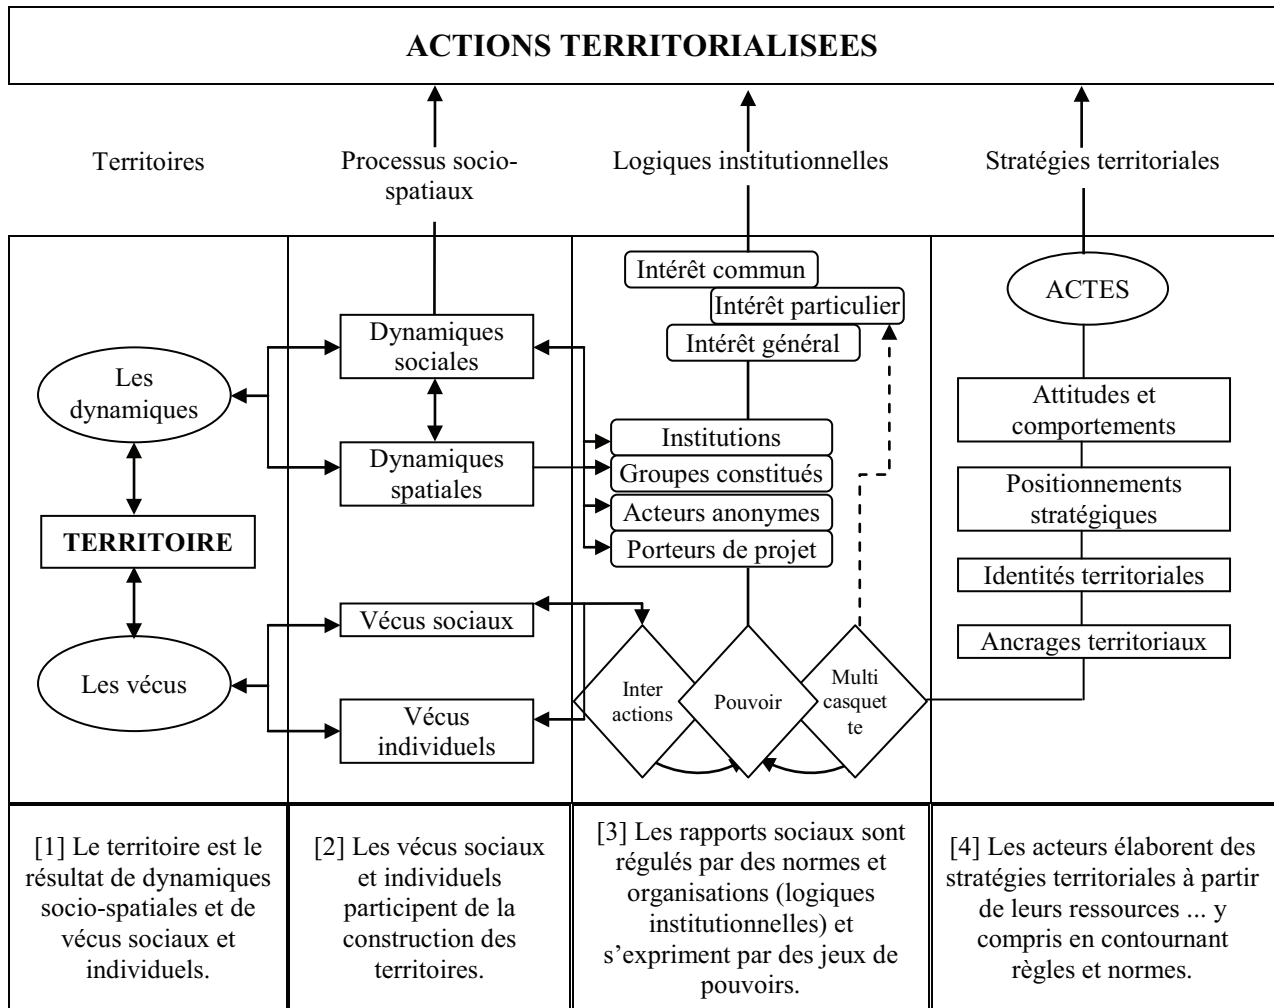 ACTIONS TERRITORIALISEES
Territoires
Processus socio-
spatiaux
Logiques institutionnelles
Stratégies territoriales
Les
dynamiques
TERRITOIRE
Les vécus
Dynamiques
sociales
Dynamiques
spatiales
Vécus sociaux
Vécus
individuels
Intérêt commun
Intérêt particulier
Intérêt général
Institutions
Groupes constitués
Acteurs anonymes
Porteurs de projet
Inter
actions
Pouvoir
Multi
casquet
te
ACTES
Attitudes et
comportements
Positionnements
stratégiques
Identités territoriales
Ancrages territoriaux
[1] Le territoire est le
résultat de dynamiques
socio-spatiales et de
vécus sociaux et
individuels.
[2] Les vécus sociaux
et individuels
participent de la
construction des
territoires.
[3] Les rapports sociaux sont
régulés par des normes et
organisations (logiques
institutionnelles) et
s’expriment par des jeux de
pouvoirs.
[4] Les acteurs élaborent des
stratégies territoriales à partir
de leurs ressources ... y
compris en contournant
règles et normes.